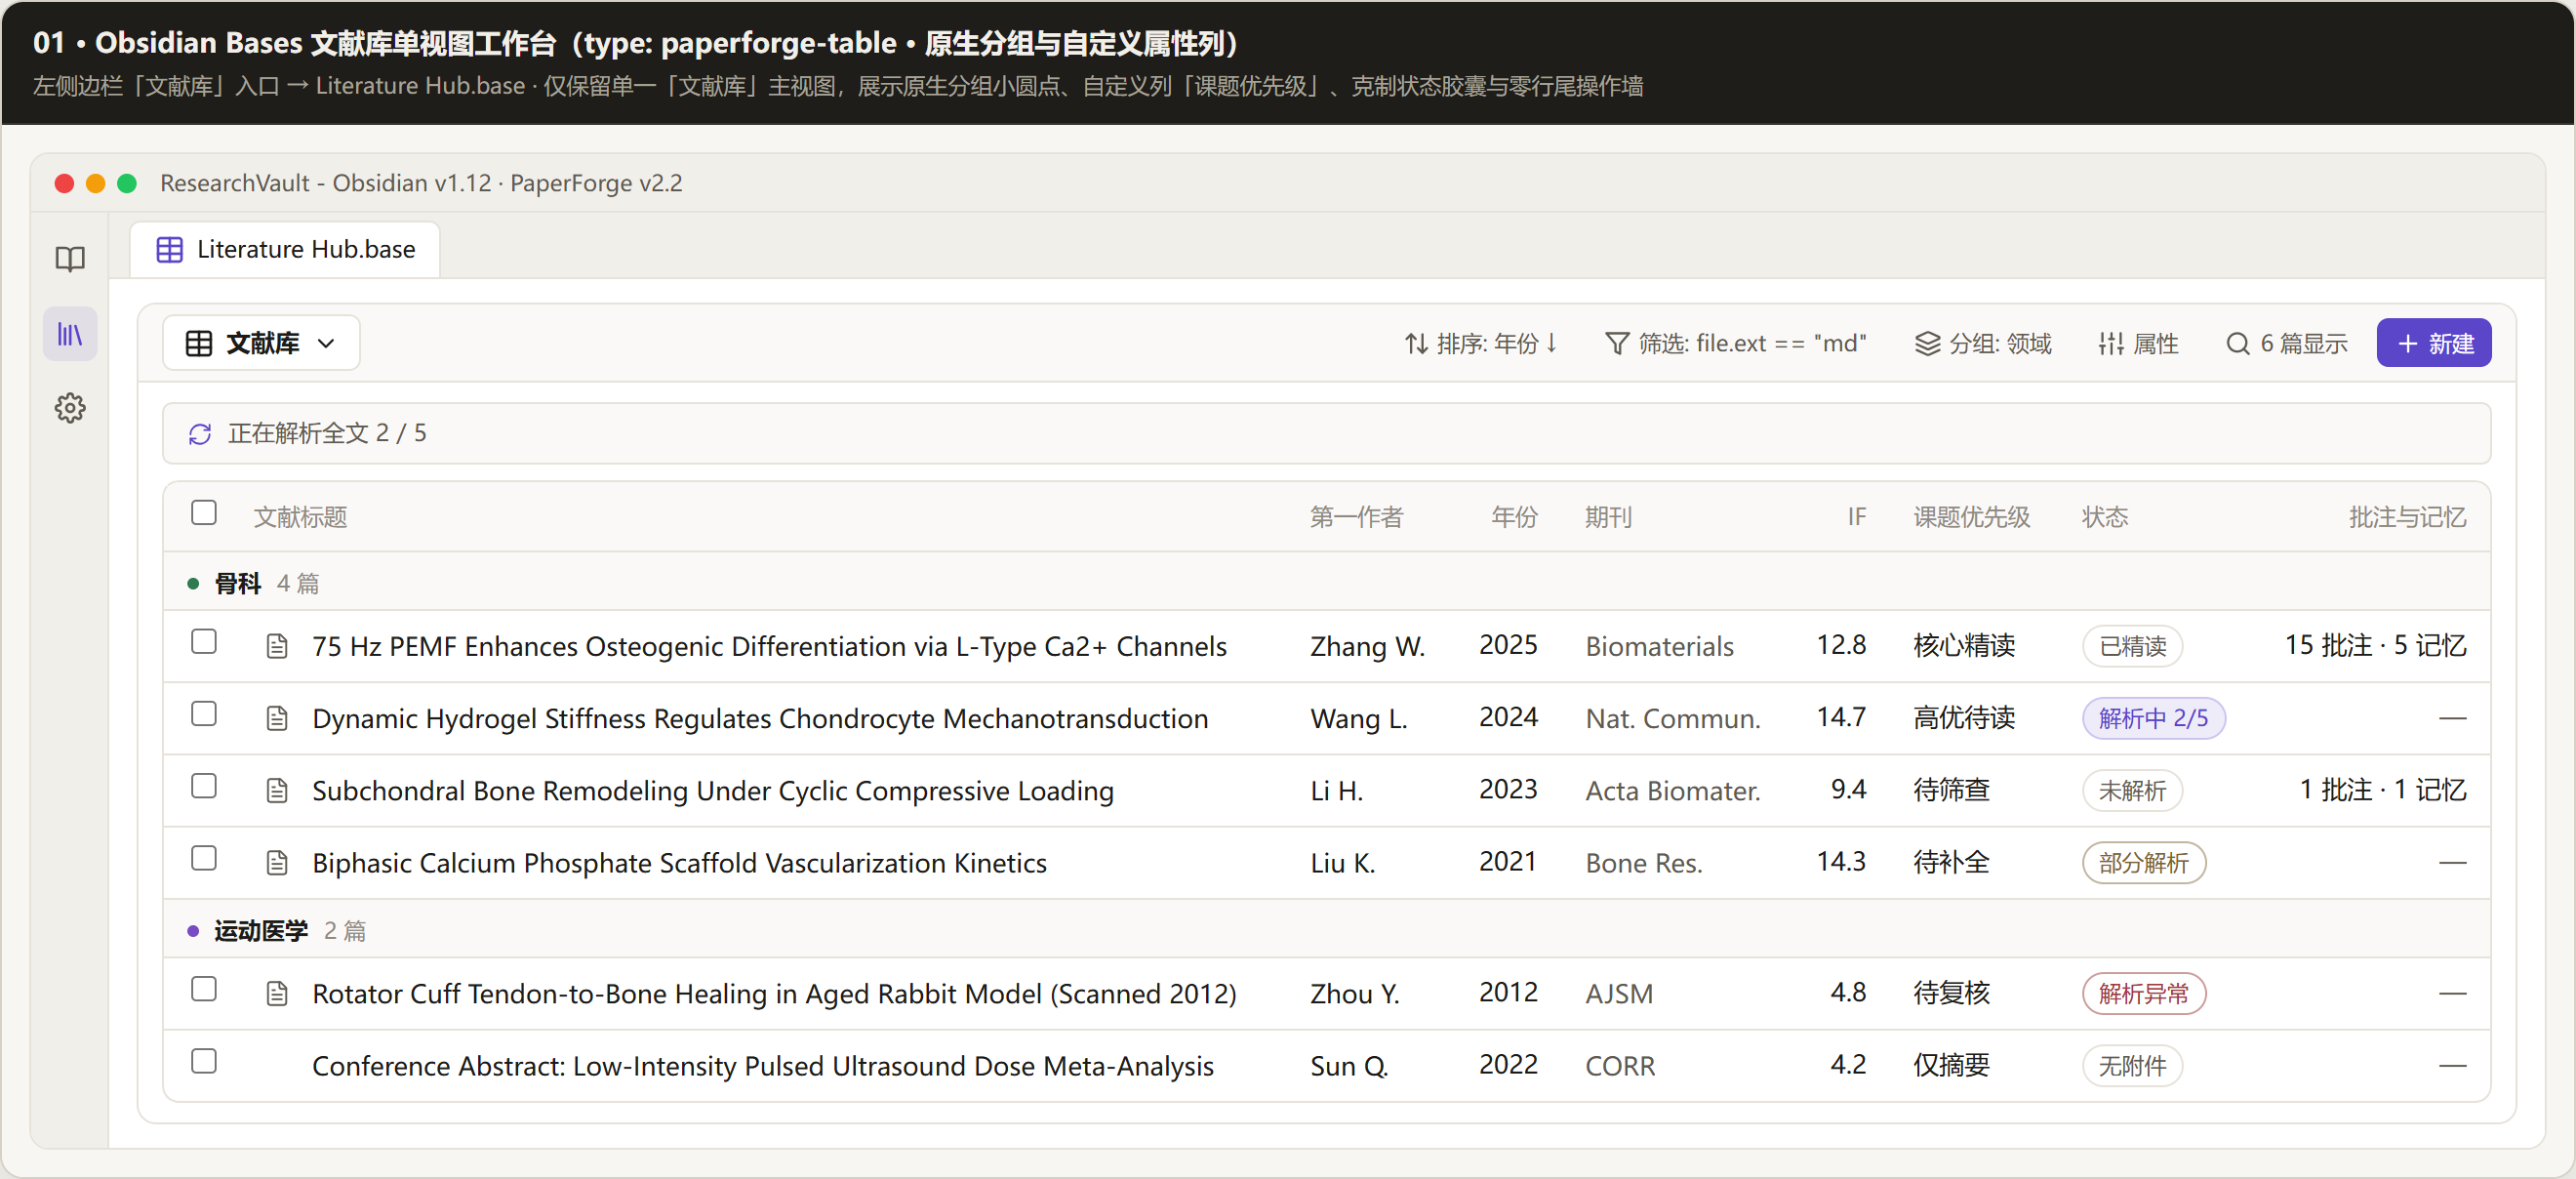 01 • Obsidian Bases 文献库单视图工作台（type: paperforge-table • 原生分组与自定义属性列）
左侧边栏「文献库」入口 → Literature Hub.base · 仅保留单一「文献库」主视图，展示原生分组小圆点、自定义列「课题优先级」、克制状态胶囊与零行尾操作墙
ResearchVault - Obsidian v1.12 · PaperForge v2.2
Literature Hub.base
文献库 排序: 年份 ↓ 筛选: file.ext == "md" 分组: 领域 属性 6 篇显示 + 新建
正在解析全文 2 / 5
文献标题 第一作者 年份 期刊 IF 课题优先级 状态 批注与记忆
骨科 4 篇
75 Hz PEMF Enhances Osteogenic Differentiation via L-Type Ca2+ Channels Zhang W. 2025 Biomaterials 12.8 核心精读 已精读 15 批注 · 5 记忆
Dynamic Hydrogel Stiffness Regulates Chondrocyte Mechanotransduction Wang L. 2024 Nat. Commun. 14.7 高优待读 解析中 2/5 —
Subchondral Bone Remodeling Under Cyclic Compressive Loading Li H. 2023 Acta Biomater. 9.4 待筛查 未解析 1 批注 · 1 记忆
Biphasic Calcium Phosphate Scaffold Vascularization Kinetics Liu K. 2021 Bone Res. 14.3 待补全 部分解析 —
运动医学 2 篇
Rotator Cuff Tendon-to-Bone Healing in Aged Rabbit Model (Scanned 2012) Zhou Y. 2012 AJSM 4.8 待复核 解析异常 —
Conference Abstract: Low-Intensity Pulsed Ultrasound Dose Meta-Analysis Sun Q. 2022 CORR 4.2 仅摘要 无附件 —